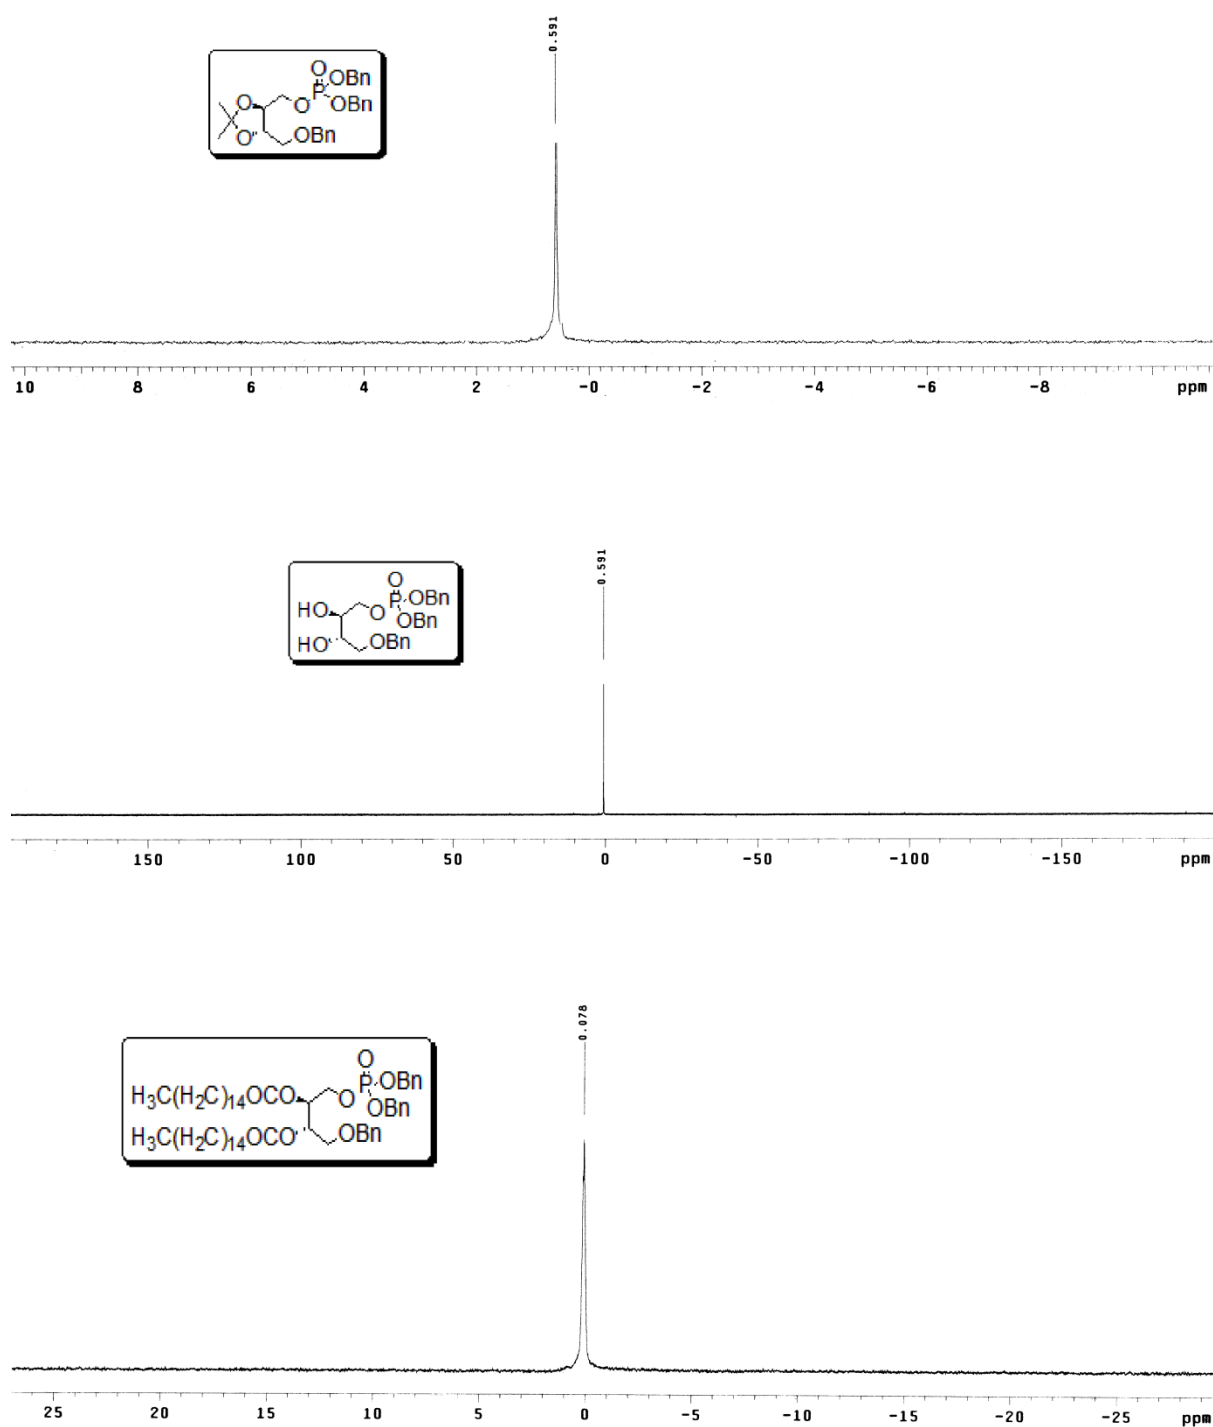 0.591
O
P
OBn
O
O
OBn
O
OBn
10 8 6 4 2 -0 -2 -4 -6 -8 ppm
0.591
O
HO
P
OBn
O
OBn
HO
OBn
150 100 50 0 -50 -100 -150 ppm
0.078
O
H3C(H2C)14OCO
P
OBn
O
OBn
H3C(H2C)14OCO
OBn
25 20 15 10 5 0 -5 -10 -15 -20 -25 ppm